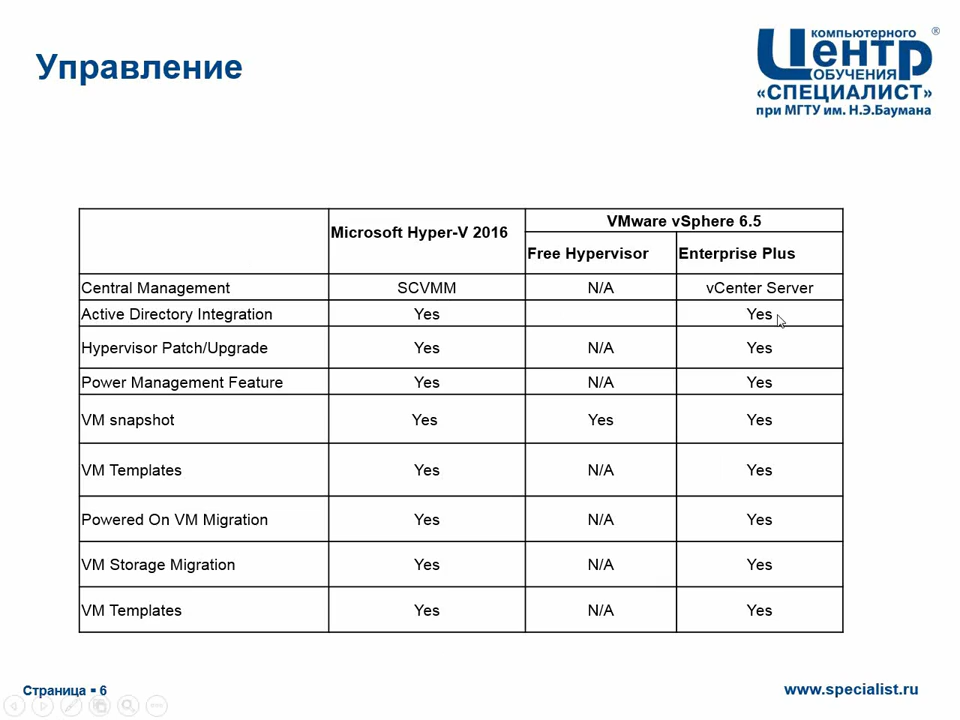 Управление
компьютерного
Центр
ОБУЧЕНИЯ
«СПЕЦИАЛИСТ»
при МГТУ им. Н.Э.Баумана
®
Microsoft Hyper-V 2016
VMware vSphere 6.5
Free Hypervisor
Enterprise Plus
Central Management SCVMM N/A vCenter Server
Active Directory Integration Yes Yes
Hypervisor Patch/Upgrade Yes N/A Yes
Power Management Feature Yes N/A Yes
VM snapshot Yes Yes Yes
VM Templates Yes N/A Yes
Powered On VM Migration Yes N/A Yes
VM Storage Migration Yes N/A Yes
VM Templates Yes N/A Yes
Страница ▪ 6
www.specialist.ru